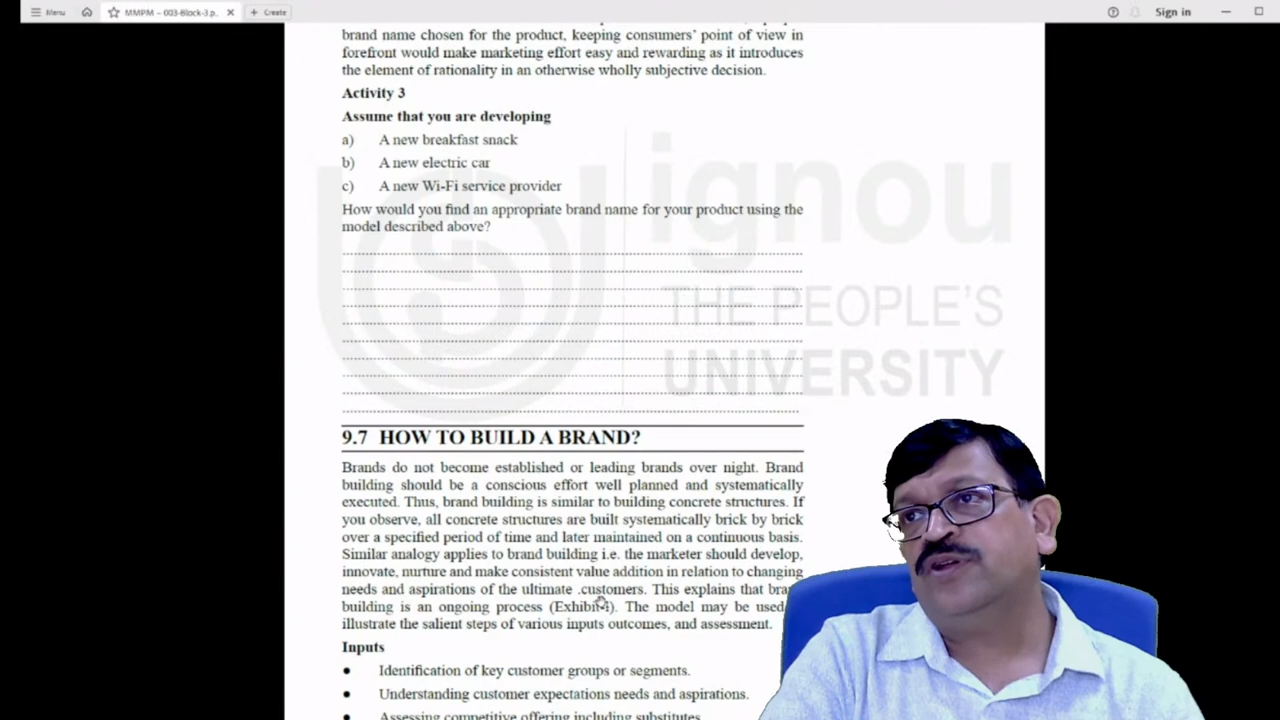 Menu
MMPM – 003-Block-3.p..
Create
Sign in
brand name chosen for the product, keeping consumers' point of view in
forefront would make marketing effort easy and rewarding as it introduces
the element of rationality in an otherwise wholly subjective decision.
Activity 3
Assume that you are developing
a) A new breakfast snack
b) A new electric car
c) A new Wi-Fi service provider
How would you find an appropriate brand name for your product using the
model described above?
ignou
THE PEOPLE'S
UNIVERSITY
9.7 HOW TO BUILD A BRAND?
Brands do not become established or leading brands over night. Brand
building should be a conscious effort well planned and systematically
executed. Thus, brand building is similar to building concrete structures. If
you observe, all concrete structures are built systematically brick by brick
over a specified period of time and later maintained on a continuous basis.
Similar analogy applies to brand building i.e. the marketer should develop,
innovate, nurture and make consistent value addition in relation to changing
needs and aspirations of the ultimate .customers. This explains that bran
building is an ongoing process (Exhibit4). The model may be used
illustrate the salient steps of various inputs outcomes, and assessment.
Inputs
• Identification of key customer groups or segments.
• Understanding customer expectations needs and aspirations.
• Assessing competitive offering including substitutes